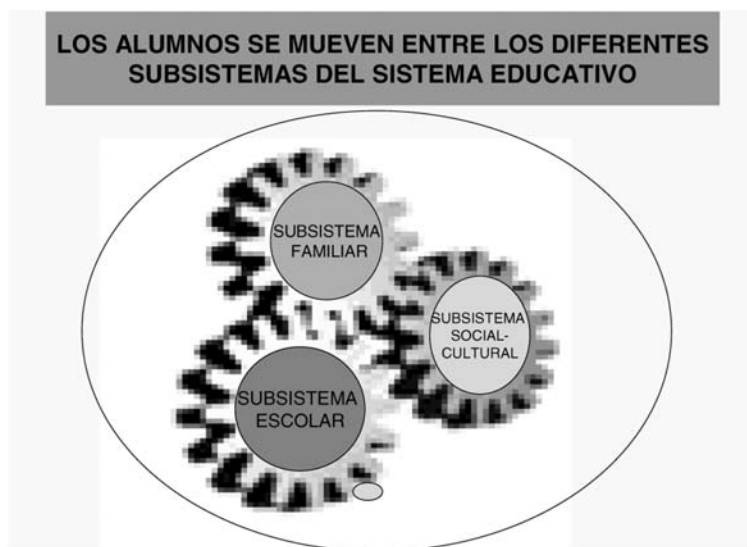 LOS ALUMNOS SE MUEVEN ENTRE LOS DIFERENTES
SUBSISTEMAS DEL SISTEMA EDUCATIVO
SUBSISTEMA
FAMILIAR
SUBSISTEMA
SOCIAL-
CULTURAL
SUBSISTEMA
ESCOLAR